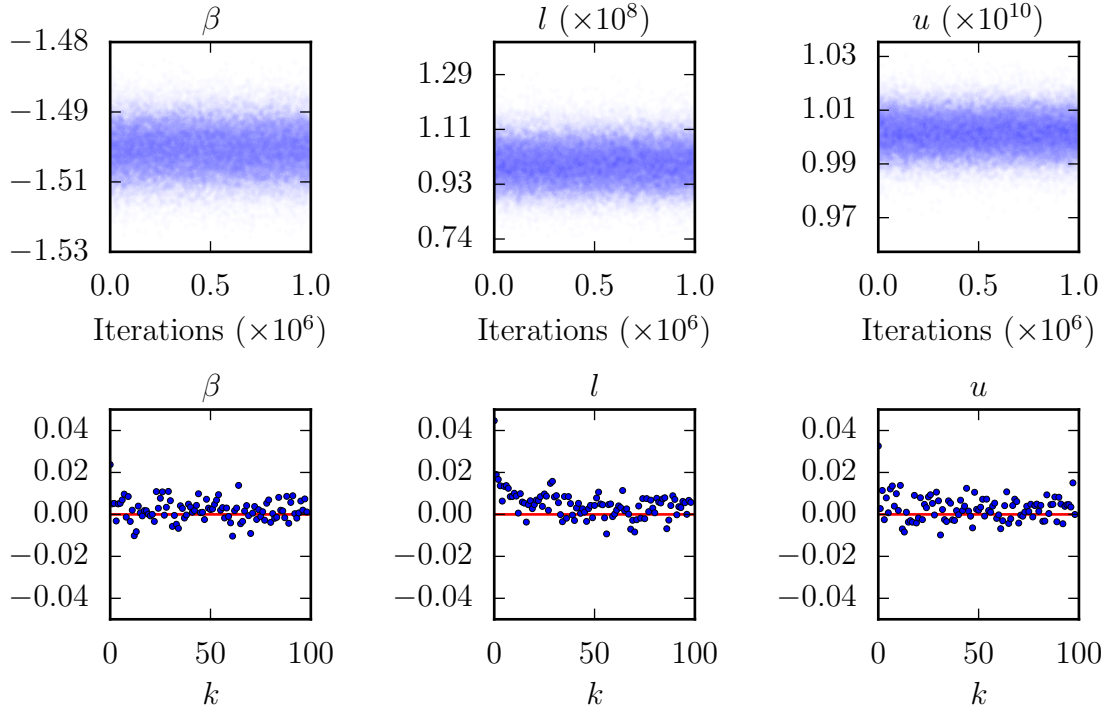 β l (×10⁸) u (×10¹⁰)
−1.48 1.29 1.03
−1.49 1.11 1.01
−1.51 0.93 0.99
−1.53 0.74 0.97
0.0 0.5 1.0 0.0 0.5 1.0 0.0 0.5 1.0
Iterations (×10⁶) Iterations (×10⁶) Iterations (×10⁶)
β l u
0.04 0.04 0.04
0.02 0.02 0.02
0.00 0.00 0.00
−0.02 −0.02 −0.02
−0.04 −0.04 −0.04
0 50 100 0 50 100 0 50 100
k k k